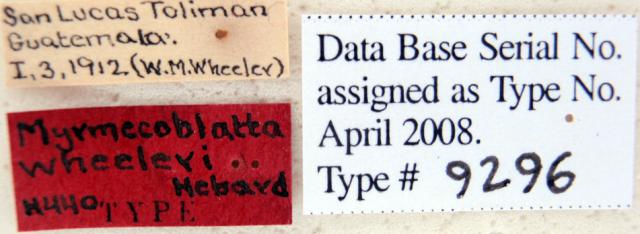 San Lucas Toliman
Guatemala.
I, 3, 1912 (W.M.Wheeler)
Myrmecoblatta
wheeleri
Hebard
H440 TYPE
Data Base Serial No.
assigned as Type No.
April 2008.
Type # 9296